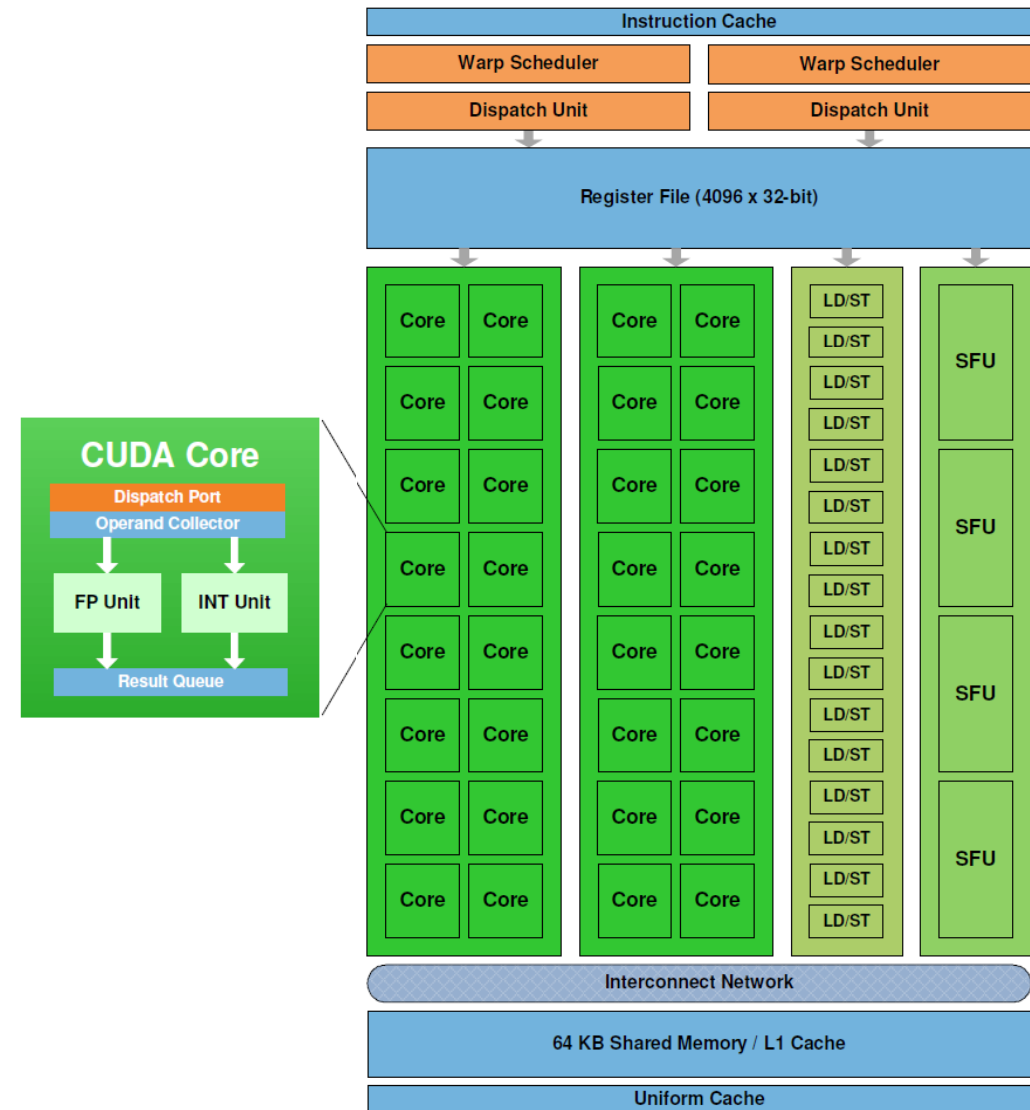 Instruction Cache
Warp Scheduler
Warp Scheduler
Dispatch Unit
Dispatch Unit
Register File (4096 x 32-bit)
Core Core Core Core LD/ST
LD/ST
SFU
Core Core Core Core LD/ST
LD/ST
Core Core Core Core LD/ST
LD/ST
SFU
Core Core Core Core LD/ST
LD/ST
Core Core Core Core LD/ST
LD/ST
SFU
Core Core Core Core LD/ST
LD/ST
Core Core Core Core LD/ST
LD/ST
SFU
Core Core Core Core LD/ST
LD/ST
CUDA Core
Dispatch Port
Operand Collector
FP Unit
INT Unit
Result Queue
Interconnect Network
64 KB Shared Memory / L1 Cache
Uniform Cache